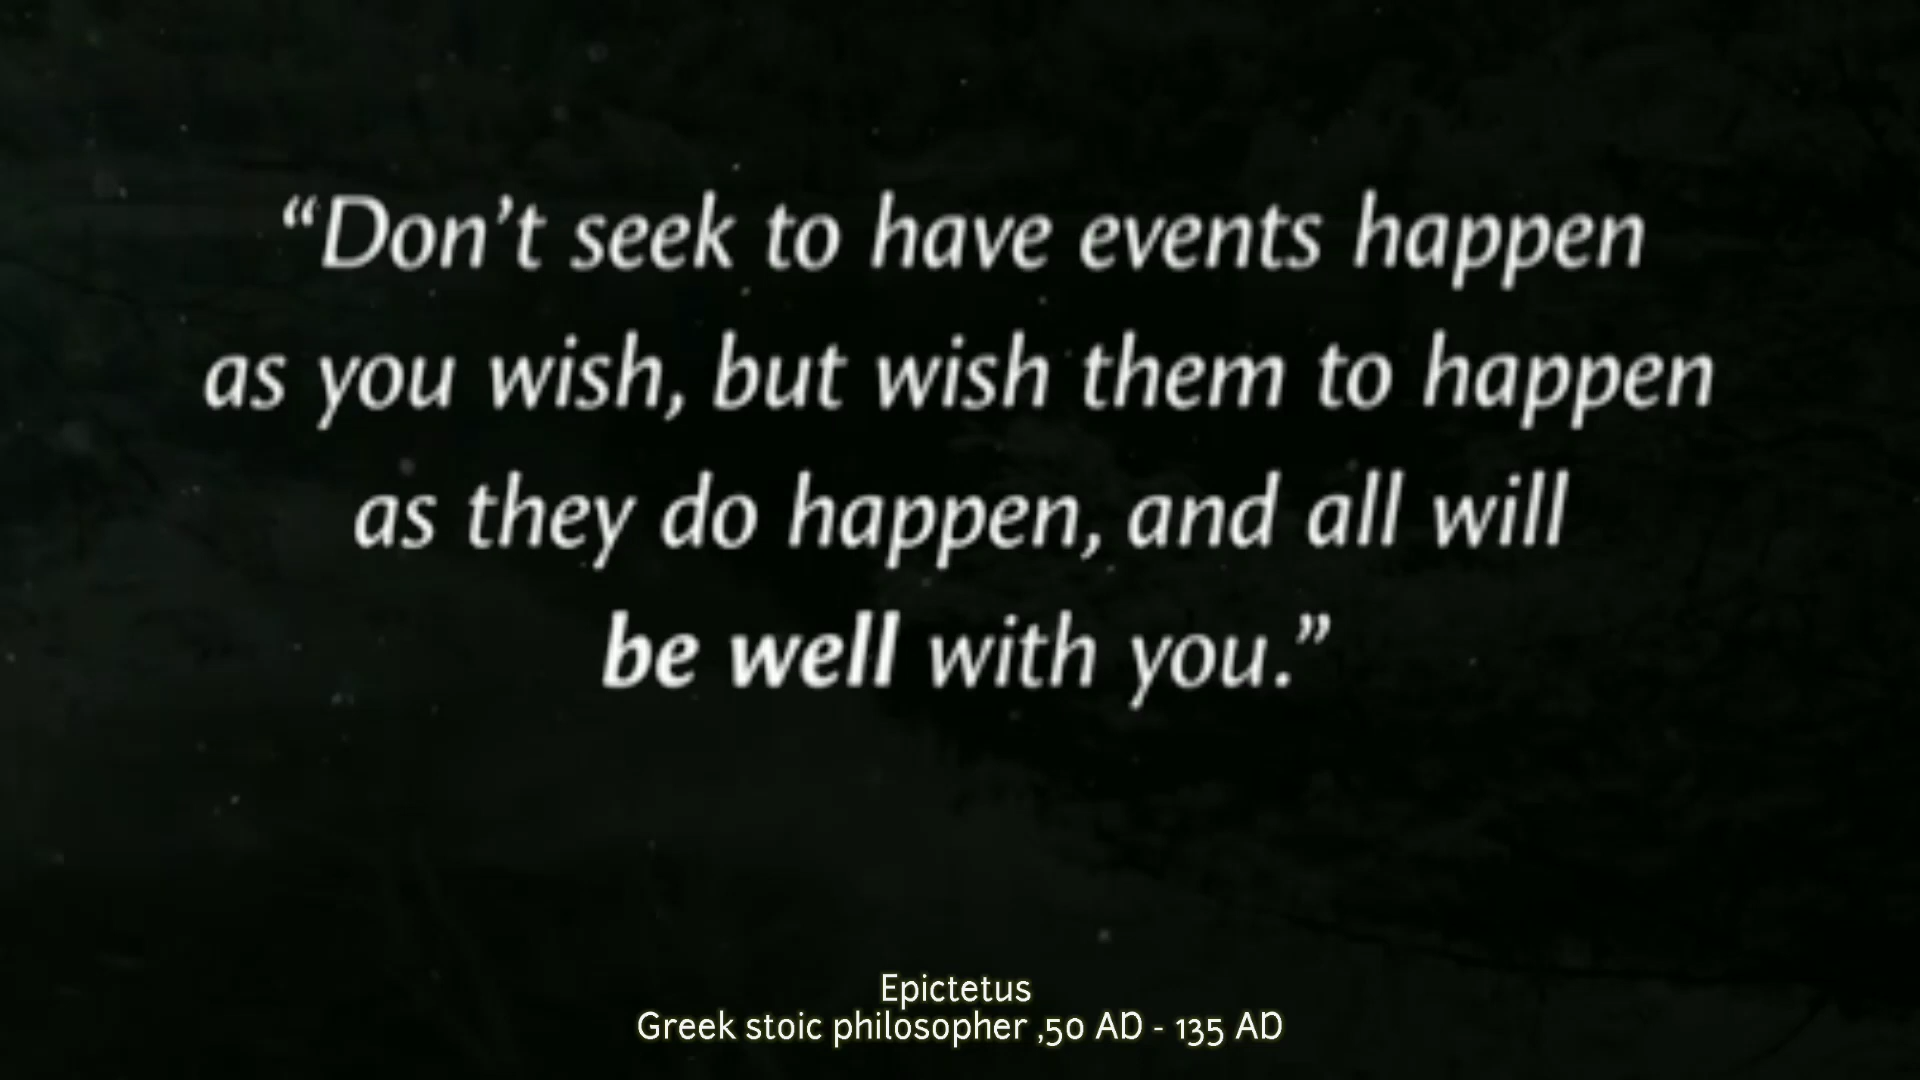 “Don’t seek to have events happen
as you wish, but wish them to happen
as they do happen, and all will
be well with you.”
Epictetus
Greek stoic philosopher ,50 AD - 135 AD